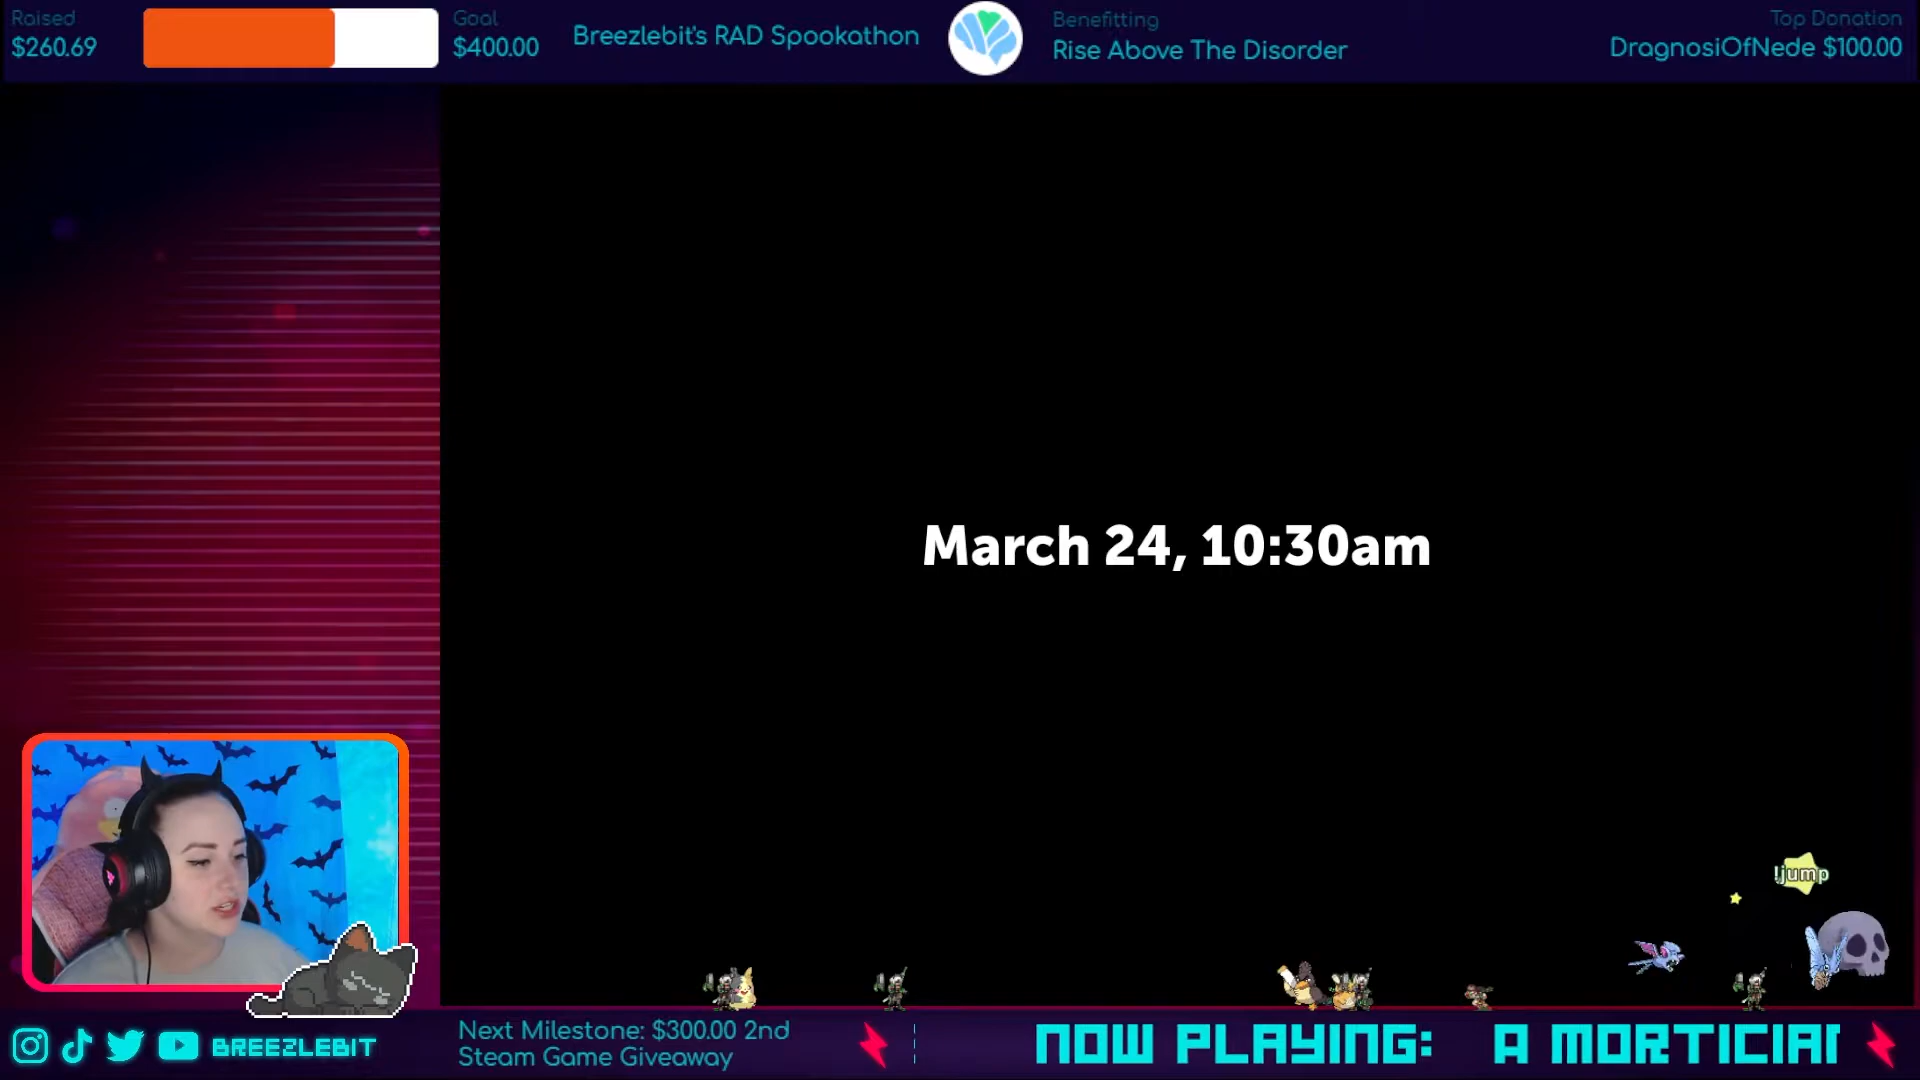 Raised
$260.69
Goal
$400.00
Breezlebit's RAD Spookathon
Benefitting
Rise Above The Disorder
Top Donation
DragnosiOfNede $100.00
March 24, 10:30am
!jump
BREEZLEBIT
Next Milestone: $300.00 2nd
Steam Game Giveaway
NOW PLAYING: A MORTICIAN